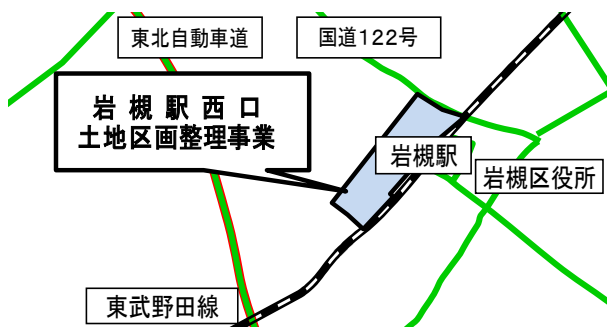 東北自動車道
国道122号
岩槻駅西口
土地区画整理事業
岩槻駅
岩槻区役所
東武野田線